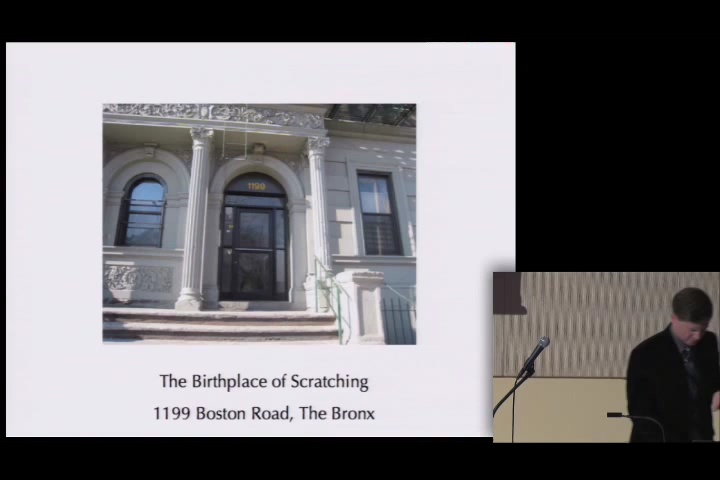 1199
The Birthplace of Scratching
1199 Boston Road, The Bronx